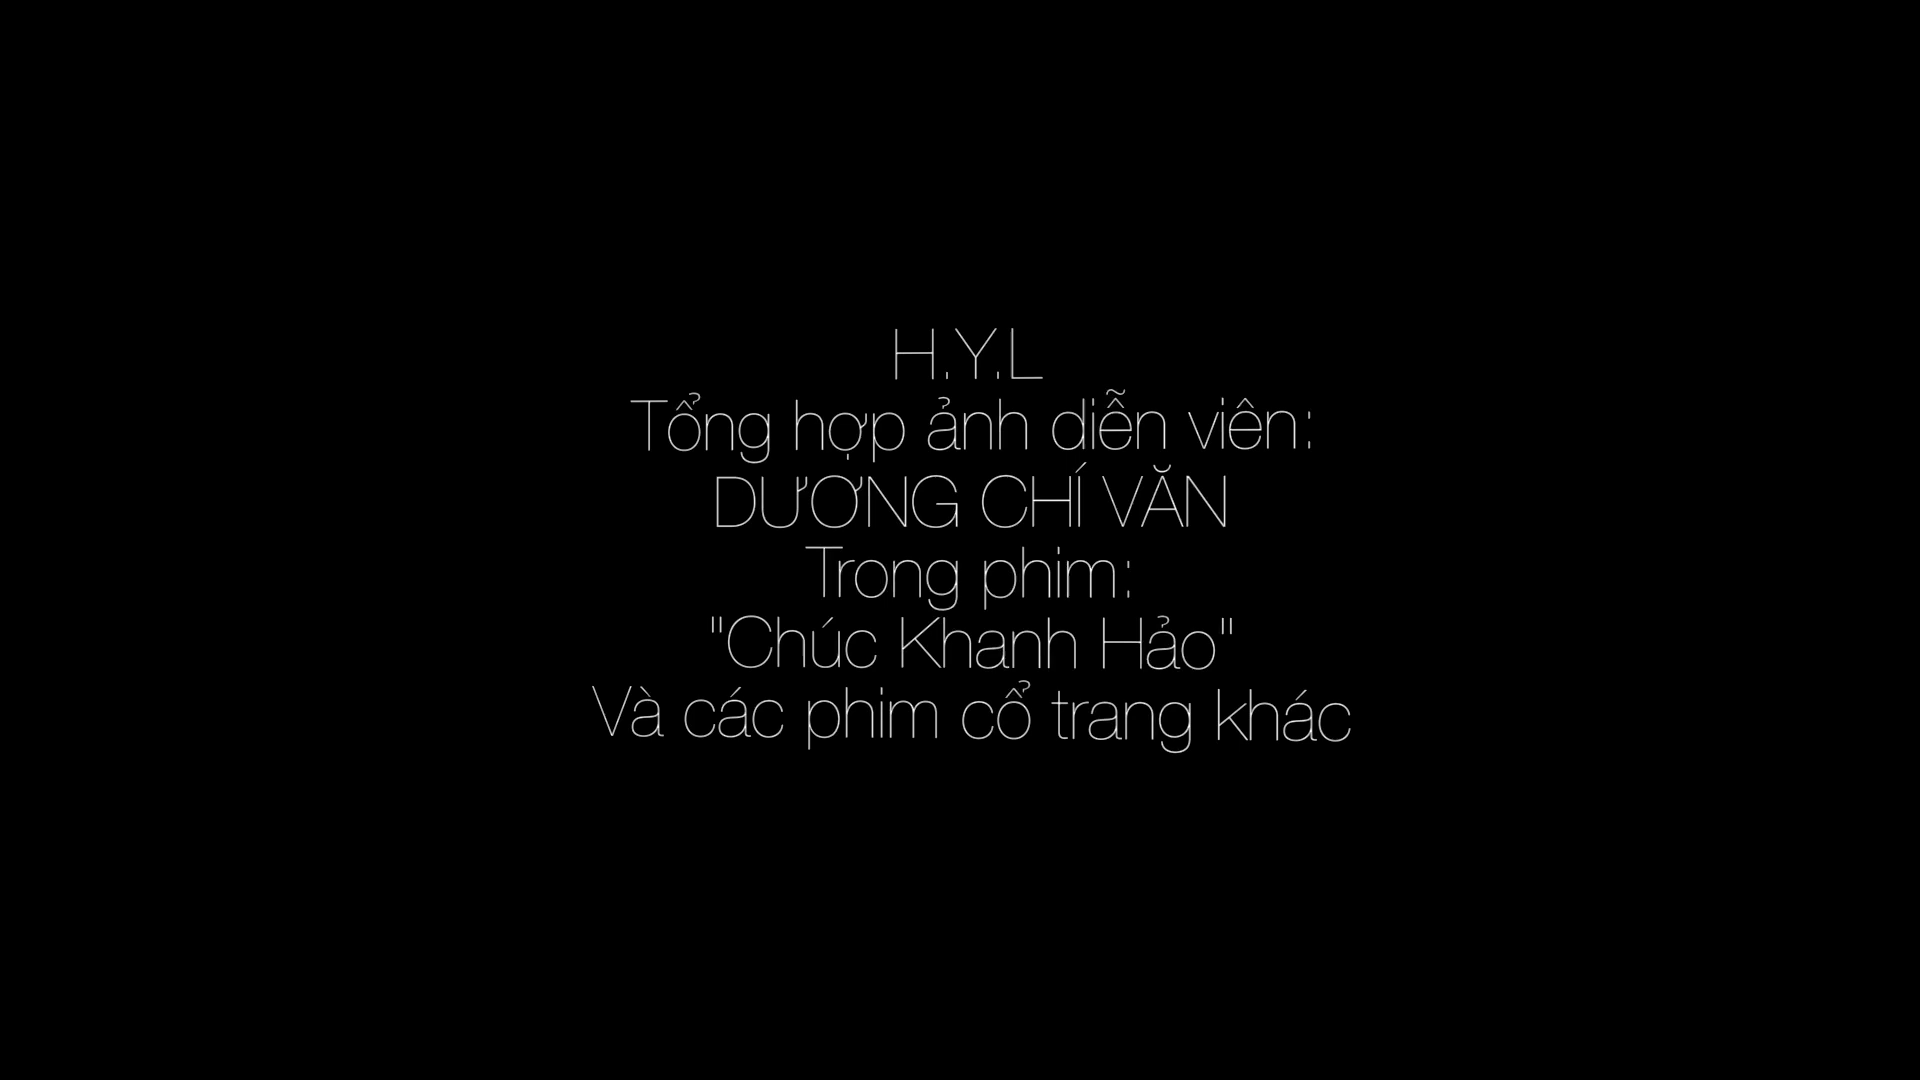 H.Y.L
Tổng hợp ảnh diễn viên:
DƯƠNG CHÍ VĂN
Trong phim:
"Chúc Khanh Hảo"
Và các phim cổ trang khác